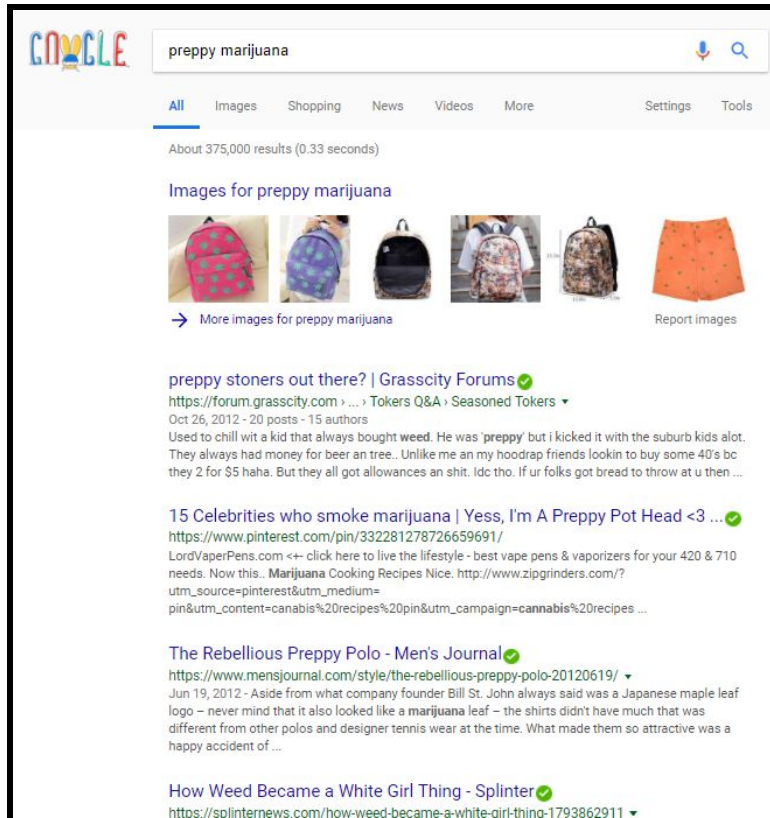 GOOGLE
preppy marijuana
All Images Shopping News Videos More Settings Tools
About 375,000 results (0.33 seconds)
Images for preppy marijuana
More images for preppy marijuana Report images
preppy stoners out there? | Grasscity Forums
https://forum.grasscity.com › ... › Tokers Q&A › Seasoned Tokers
Oct 26, 2012 - 20 posts - 15 authors
Used to chill wit a kid that always bought weed. He was 'preppy' but i kicked it with the suburb kids alot.
They always had money for beer an tree.. Unlike me an my hoodrap friends lookin to buy some 40's bc
they 2 for $5 haha. But they all got allowances an shit. Idc tho. If ur folks got bread to throw at u then ...
15 Celebrities who smoke marijuana | Yess, I'm A Preppy Pot Head <3 ...
https://www.pinterest.com/pin/332281278726659691/
LordVaperPens.com <+- click here to live the lifestyle - best vape pens & vaporizers for your 420 & 710
needs. Now this.. Marijuana Cooking Recipes Nice. http://www.zipgrinders.com/?
utm_source=pinterest&utm_medium=
pin&utm_content=canabis%20recipes%20pin&utm_campaign=cannabis%20recipes ...
The Rebellious Preppy Polo - Men's Journal
https://www.mensjournal.com/style/the-rebellious-preppy-polo-20120619/
Jun 19, 2012 - Aside from what company founder Bill St. John always said was a Japanese maple leaf
logo – never mind that it also looked like a marijuana leaf – the shirts didn't have much that was
different from other polos and designer tennis wear at the time. What made them so attractive was a
happy accident of ...
How Weed Became a White Girl Thing - Splinter
https://splinternews.com/how-weed-became-a-white-girl-thing-1793862911